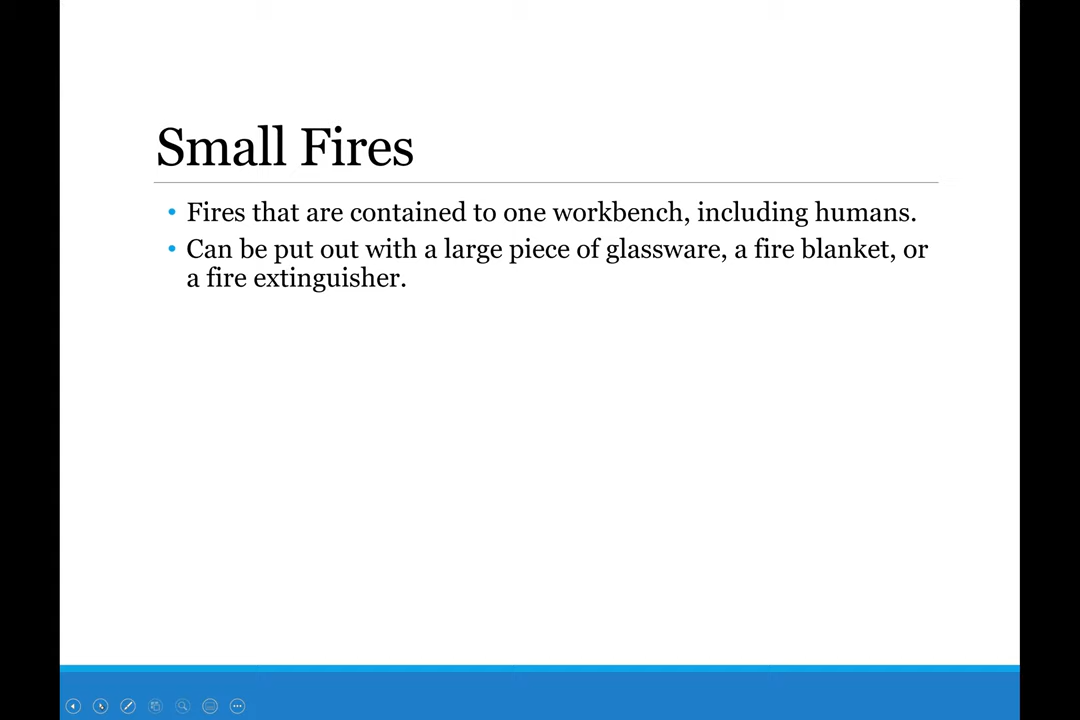 Small Fires
• Fires that are contained to one workbench, including humans.
• Can be put out with a large piece of glassware, a fire blanket, or
a fire extinguisher.